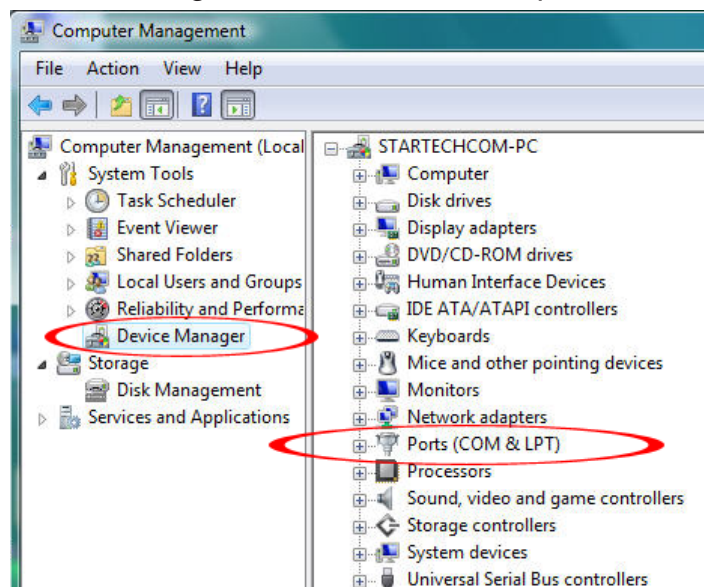 Computer Management
File Action View Help
Computer Management (Local
System Tools
Task Scheduler
Event Viewer
Shared Folders
Local Users and Groups
Reliability and Performa
Device Manager
Storage
Disk Management
Services and Applications
STARTECHCOM-PC
Computer
Disk drives
Display adapters
DVD/CD-ROM drives
Human Interface Devices
IDE ATA/ATAPI controllers
Keyboards
Mice and other pointing devices
Monitors
Network adapters
Ports (COM & LPT)
Processors
Sound, video and game controllers
Storage controllers
System devices
Universal Serial Bus controllers